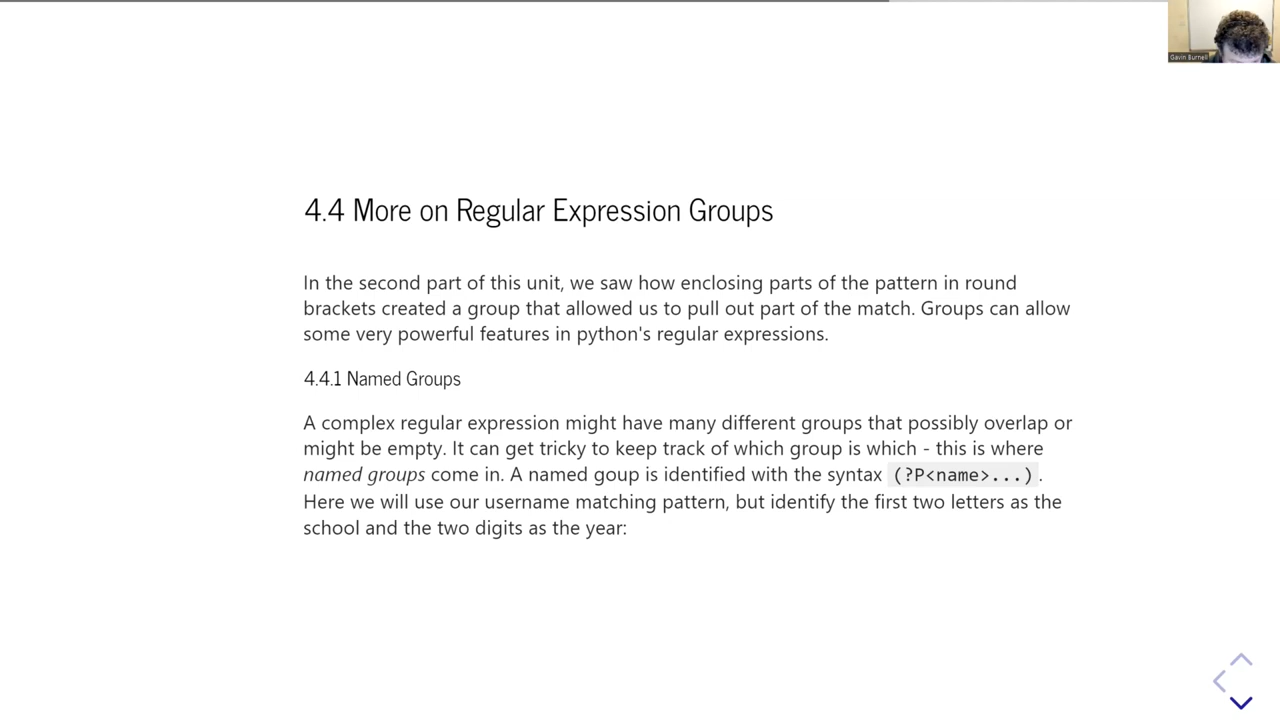 Gavin Burnell
4.4 More on Regular Expression Groups
In the second part of this unit, we saw how enclosing parts of the pattern in round
brackets created a group that allowed us to pull out part of the match. Groups can allow
some very powerful features in python's regular expressions.
4.4.1 Named Groups
A complex regular expression might have many different groups that possibly overlap or
might be empty. It can get tricky to keep track of which group is which - this is where
named groups come in. A named goup is identified with the syntax (?P<name>...).
Here we will use our username matching pattern, but identify the first two letters as the
school and the two digits as the year: